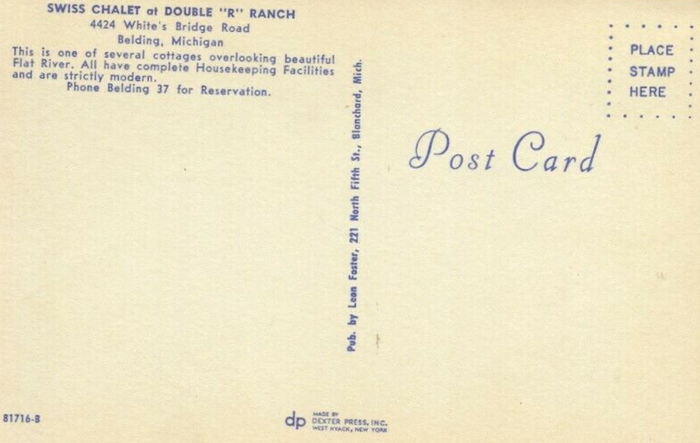 SWISS CHALET at DOUBLE "R" RANCH
4424 White's Bridge Road
Belding, Michigan
This is one of several cottages overlooking beautiful
Flat River. All have complete Housekeeping Facilities
and are strictly modern.
Phone Belding 37 for Reservation.
Pub. by Leon Foster, 221 North Fifth St., Blanchard, Mich.
PLACE
STAMP
HERE
Post Card
81716-B
dp
MADE BY
DEXTER PRESS, INC.
WEST NYACK, NEW YORK